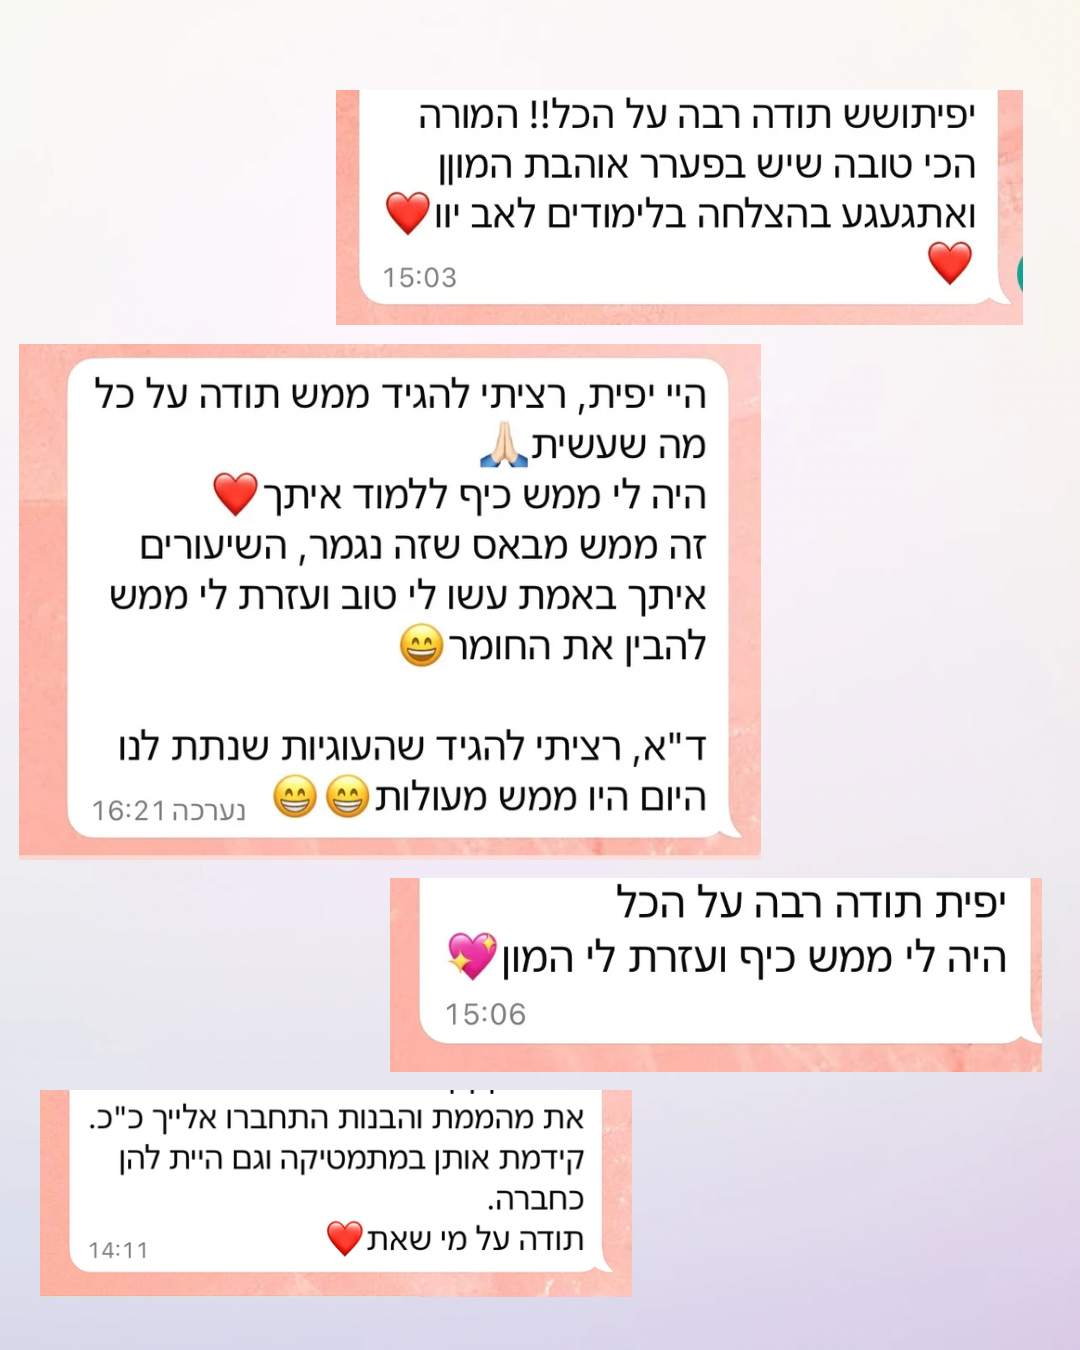 יפיתושש תודה רבה על הכל!! המורה
הכי טובה שיש בפערר אוהבת המוןן
ואתגעגע בהצלחה בלימודים לאב יוו❤️
❤️
15:03
היי יפית, רציתי להגיד ממש תודה על כל
מה שעשית🙏🏻
היה לי ממש כיף ללמוד איתך❤️
זה ממש מבאס שזה נגמר, השיעורים
איתך באמת עשו לי טוב ועזרת לי ממש
להבין את החומר😄
ד"א, רציתי להגיד שהעוגיות שנתת לנו
היום היו ממש מעולות😁😁
נערכה 16:21
יפית תודה רבה על הכל
היה לי ממש כיף ועזרת לי המון💖
15:06
את מהממת והבנות התחברו אלייך כ"כ.
קידמת אותן במתמטיקה וגם היית להן
כחברה.
תודה על מי שאת❤️
14:11